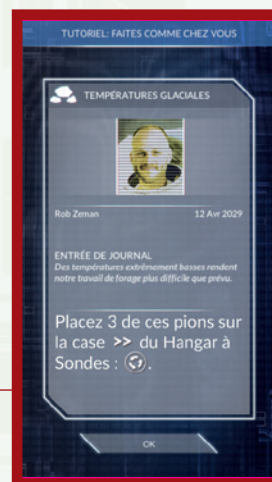 TUTORIEL: FAITES COMME CHEZ VOUS
TEMPÉRATURES GLACIALES
Rob Zeman 12 Avr 2029
ENTRÉE DE JOURNAL
Des températures extrêmement basses rendent
notre travail de forage plus difficile que prévu.
Placez 3 de ces pions sur
la case >> du Hangar à
Sondes : .
OK